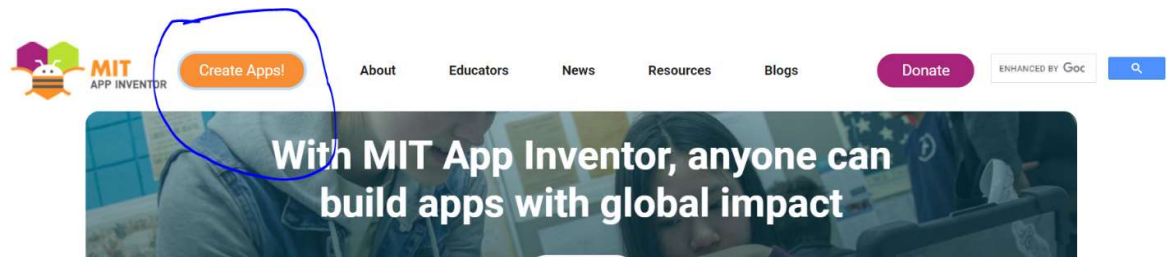 MIT
APP INVENTOR
Create Apps!
About
Educators
News
Resources
Blogs
Donate
ENHANCED BY Goc
With MIT App Inventor, anyone can
build apps with global impact